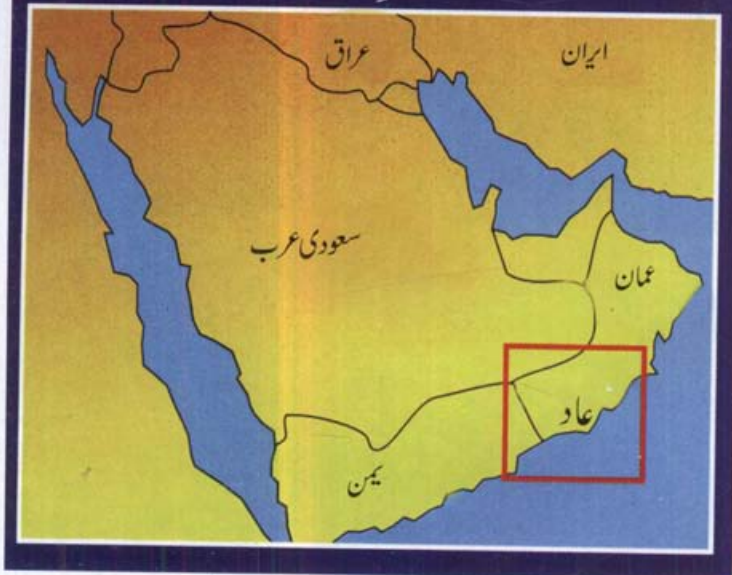 ایران
عراق
سعودی عرب
عمان
عاد
یمن